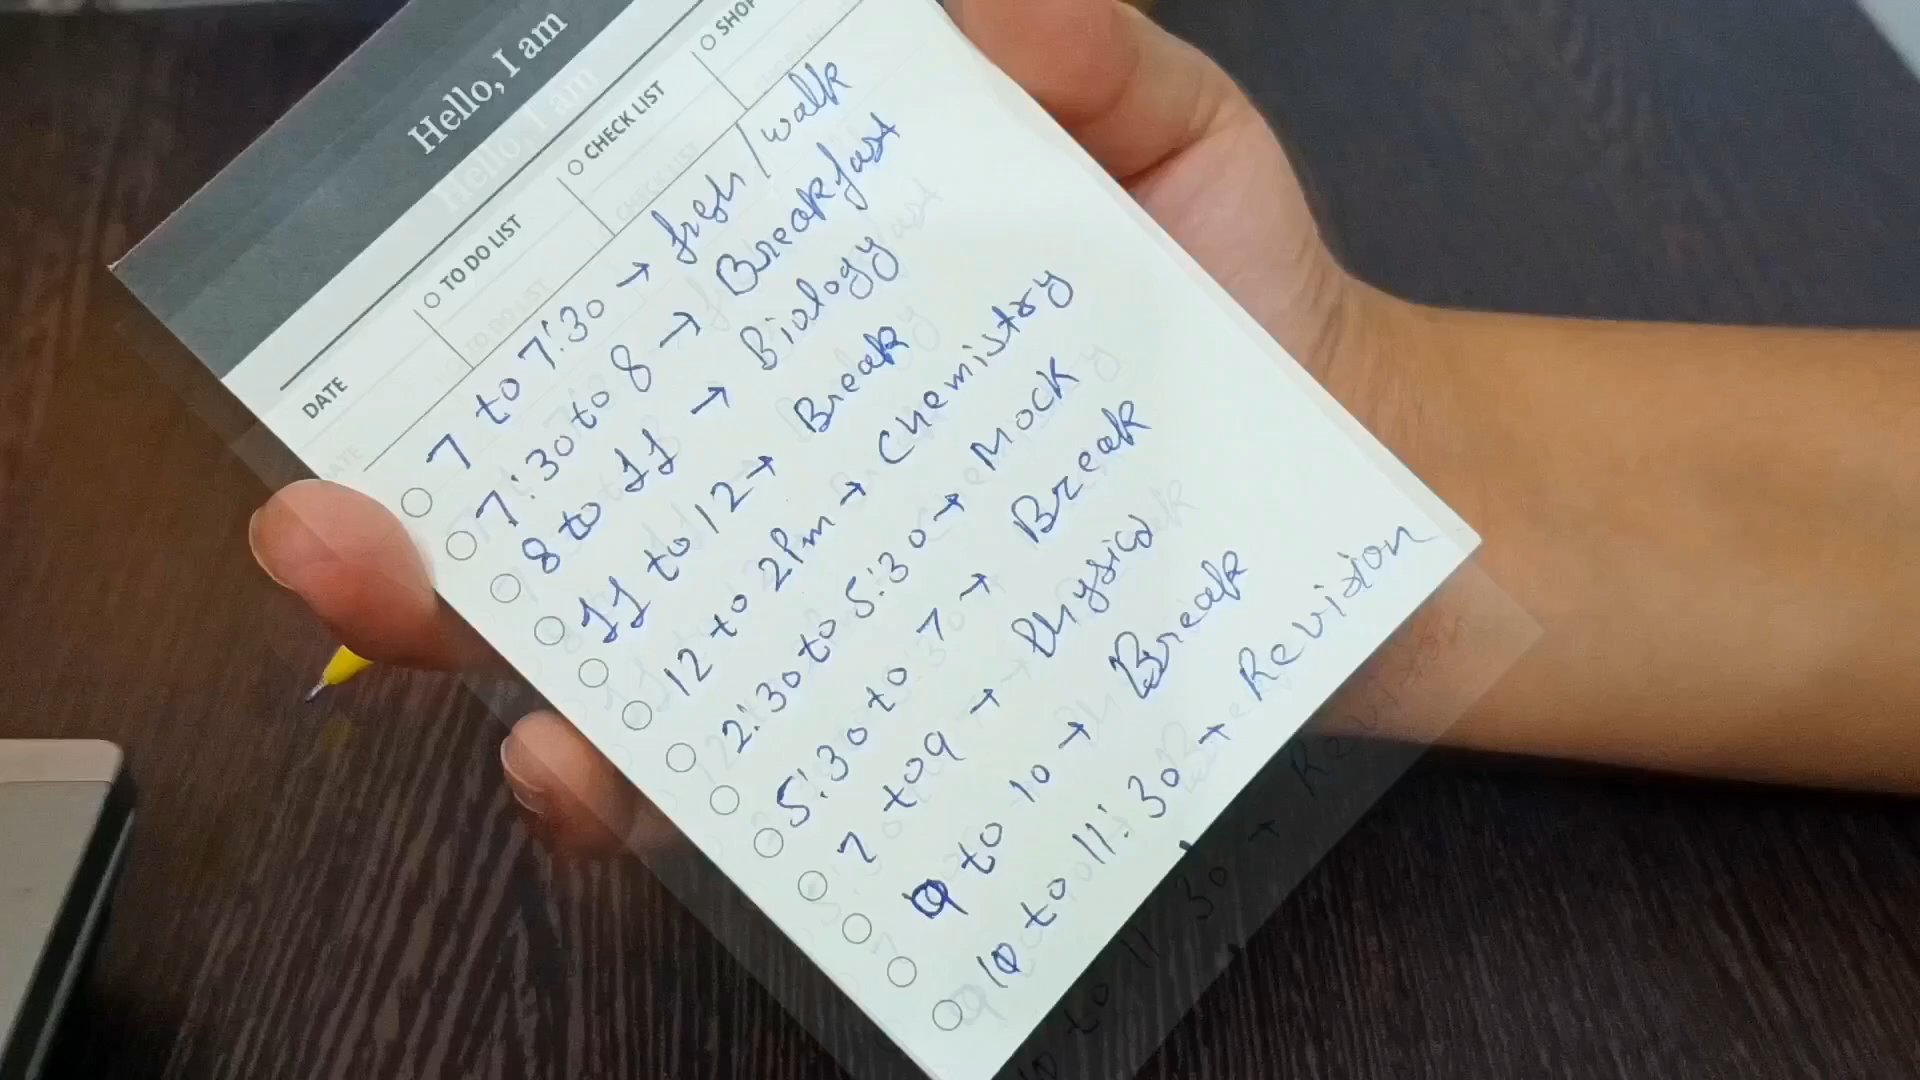 Hello, I am
DATE
TO DO LIST
CHECK LIST
SHOP
7 to 7:30 → fresh / walk
7:30 to 8 → Breakfast
8 to 11 → Biology
11 to 12 → Break
12 to 2 Pm → Chemistry
2:30 to 5:30 → Mock
5:30 to 7 → Break
7 to 9 → Physics
9 to 10 → Break
10 to 11:30 → Revision